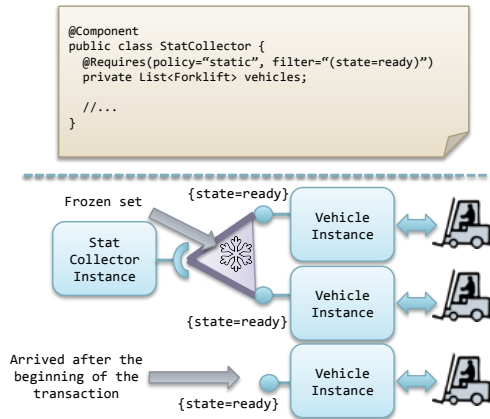 @Component
public class StatCollector {
@Requires(policy=“static”, filter=“(state=ready)”)
private List<Forklift> vehicles;
//...
}
Frozen set
{state=ready}
Stat
Collector
Instance
Vehicle
Instance
{state=ready}
Vehicle
Instance
Arrived after the
beginning of the
transaction
{state=ready}
Vehicle
Instance